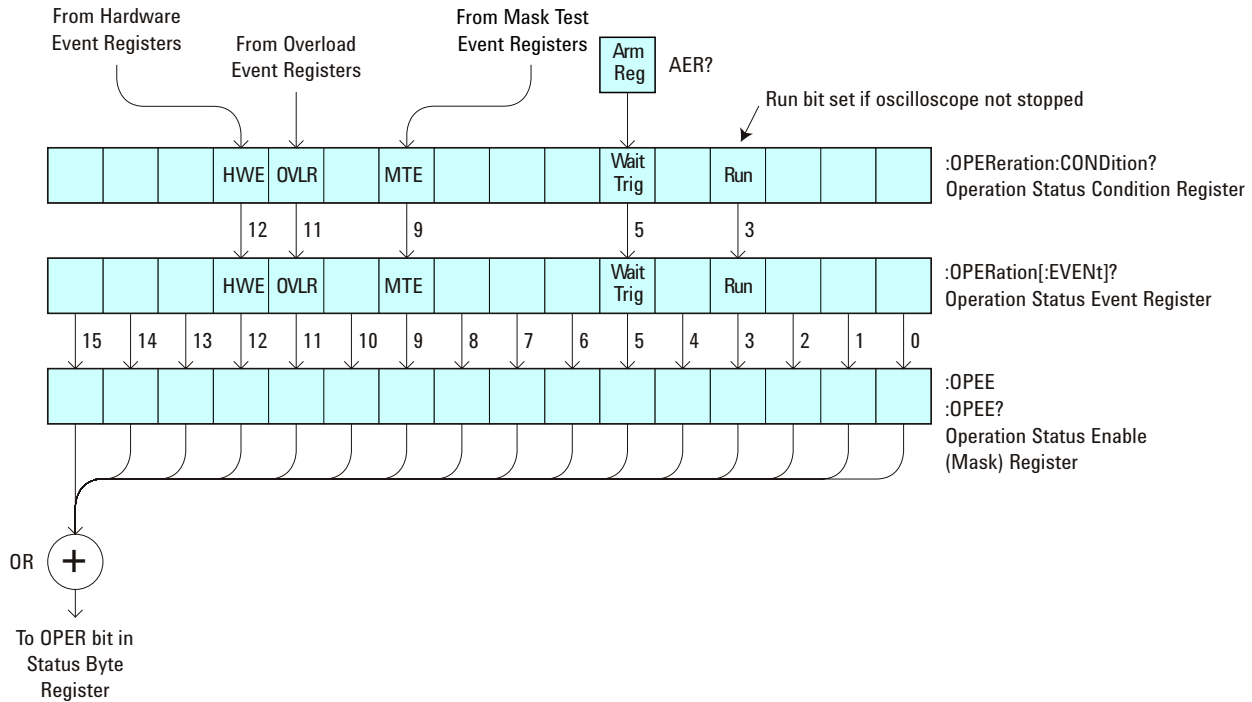 From Hardware
Event Registers
From Overload
Event Registers
From Mask Test
Event Registers
Arm
Reg
AER?
Run bit set if oscilloscope not stopped
HWE OVLR MTE Wait Trig Run
:OPEReration:CONDition?
Operation Status Condition Register
12 11 9 5 3
HWE OVLR MTE Wait Trig Run
:OPERation[:EVENt]?
Operation Status Event Register
15 14 13 12 11 10 9 8 7 6 5 4 3 2 1 0
:OPEE
:OPEE?
Operation Status Enable
(Mask) Register
OR +
To OPER bit in
Status Byte
Register